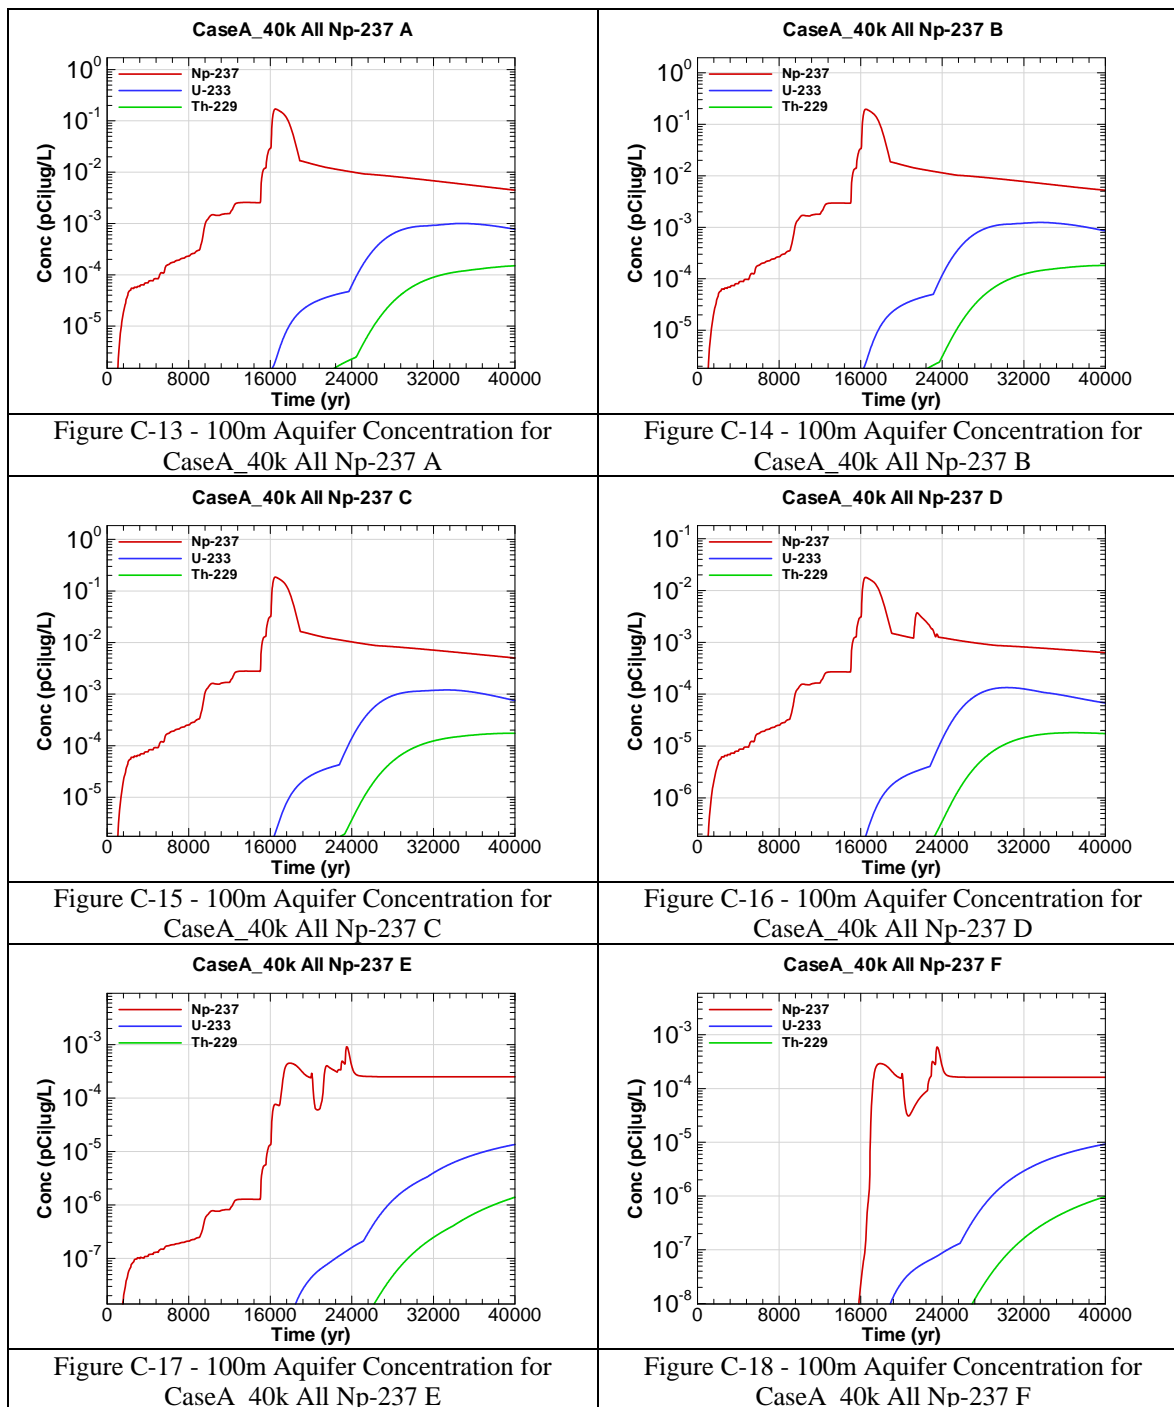 CaseA_40k All Np-237 A
Np-237
U-233
Th-229
10^0
10^-1
10^-2
10^-3
10^-4
10^-5
Conc (pCi|ug/L)
0 8000 16000 24000 32000 40000
Time (yr)
Figure C-13 - 100m Aquifer Concentration for
CaseA_40k All Np-237 A
CaseA_40k All Np-237 B
Np-237
U-233
Th-229
10^0
10^-1
10^-2
10^-3
10^-4
10^-5
Conc (pCi|ug/L)
0 8000 16000 24000 32000 40000
Time (yr)
Figure C-14 - 100m Aquifer Concentration for
CaseA_40k All Np-237 B
CaseA_40k All Np-237 C
Np-237
U-233
Th-229
10^0
10^-1
10^-2
10^-3
10^-4
10^-5
Conc (pCi|ug/L)
0 8000 16000 24000 32000 40000
Time (yr)
Figure C-15 - 100m Aquifer Concentration for
CaseA_40k All Np-237 C
CaseA_40k All Np-237 D
Np-237
U-233
Th-229
10^-1
10^-2
10^-3
10^-4
10^-5
10^-6
Conc (pCi|ug/L)
0 8000 16000 24000 32000 40000
Time (yr)
Figure C-16 - 100m Aquifer Concentration for
CaseA_40k All Np-237 D
CaseA_40k All Np-237 E
Np-237
U-233
Th-229
10^-3
10^-4
10^-5
10^-6
10^-7
Conc (pCi|ug/L)
0 8000 16000 24000 32000 40000
Time (yr)
Figure C-17 - 100m Aquifer Concentration for
CaseA_40k All Np-237 E
CaseA_40k All Np-237 F
Np-237
U-233
Th-229
10^-3
10^-4
10^-5
10^-6
10^-7
10^-8
Conc (pCi|ug/L)
0 8000 16000 24000 32000 40000
Time (yr)
Figure C-18 - 100m Aquifer Concentration for
CaseA_40k All Np-237 F